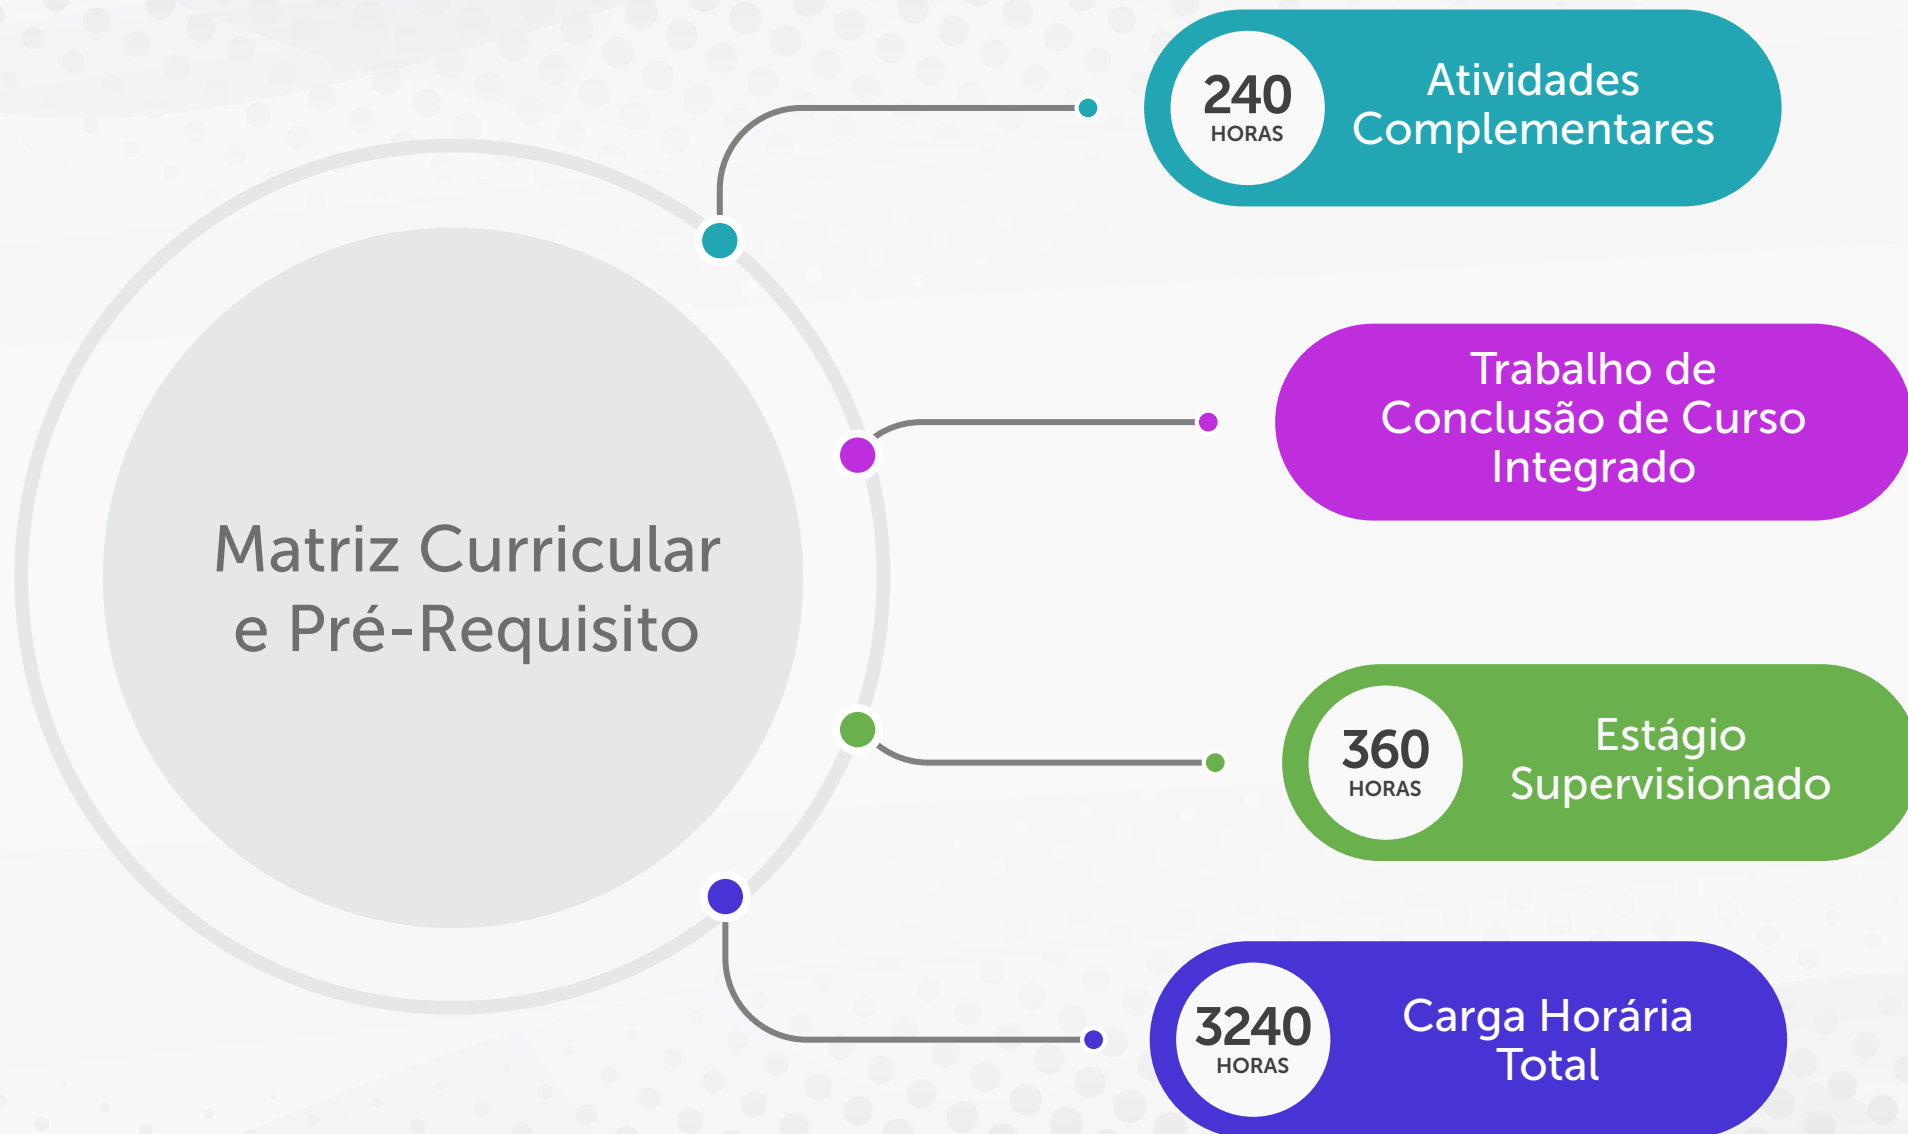 Matriz Curricular
e Pré-Requisito
240
HORAS
Atividades
Complementares
Trabalho de
Conclusão de Curso
Integrado
360
HORAS
Estágio
Supervisionado
3240
HORAS
Carga Horária
Total